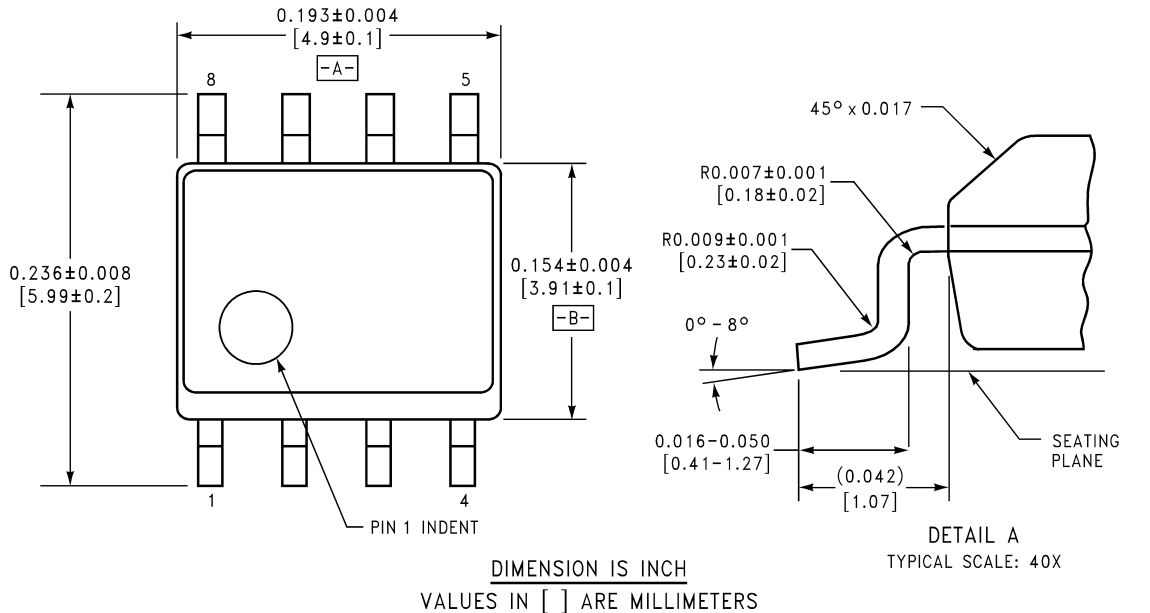 0.193±0.004
[4.9±0.1]
-A-
8
5
0.236±0.008
[5.99±0.2]
0.154±0.004
[3.91±0.1]
-B-
1
4
PIN 1 INDENT
45° x 0.017
R0.007±0.001
[0.18±0.02]
R0.009±0.001
[0.23±0.02]
0° - 8°
0.016-0.050
[0.41-1.27]
(0.042)
[1.07]
SEATING
PLANE
DETAIL A
TYPICAL SCALE: 40X
DIMENSION IS INCH
VALUES IN [ ] ARE MILLIMETERS